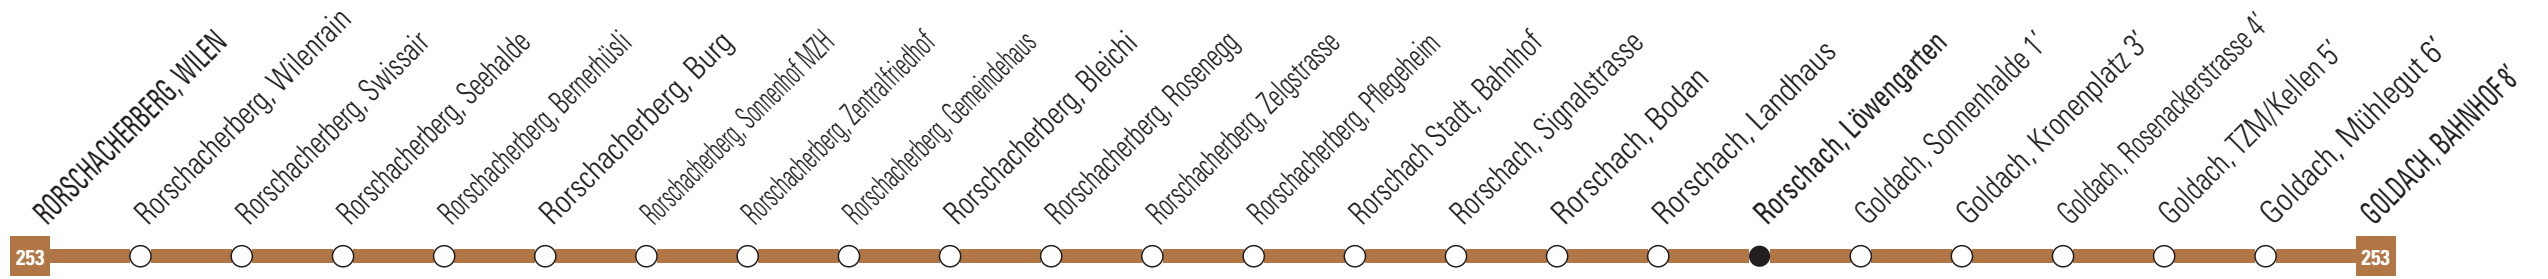 RORSCHACHERBERG, WILEN
Rorschacherberg, Wilenrain
Rorschacherberg, Swissair
Rorschacherberg, Seehalde
Rorschacherberg, Bernerhüsli
Rorschacherberg, Burg
Rorschacherberg, Sonnenhof MZH
Rorschacherberg, Zentralfriedhof
Rorschacherberg, Gemeindehaus
Rorschacherberg, Bleichi
Rorschacherberg, Rosenegg
Rorschacherberg, Zelgstrasse
Rorschacherberg, Pflegeheim
Rorschach Stadt, Bahnhof
Rorschach, Signalstrasse
Rorschach, Bodan
Rorschach, Landhaus
Rorschach, Löwengarten
Goldach, Sonnenhalde 1'
Goldach, Kronenplatz 3'
Goldach, Rosenackerstrasse 4'
Goldach, TZM/Kellen 5'
Goldach, Mühlegut 6'
GOLDACH, BAHNHOF 8'
253
253